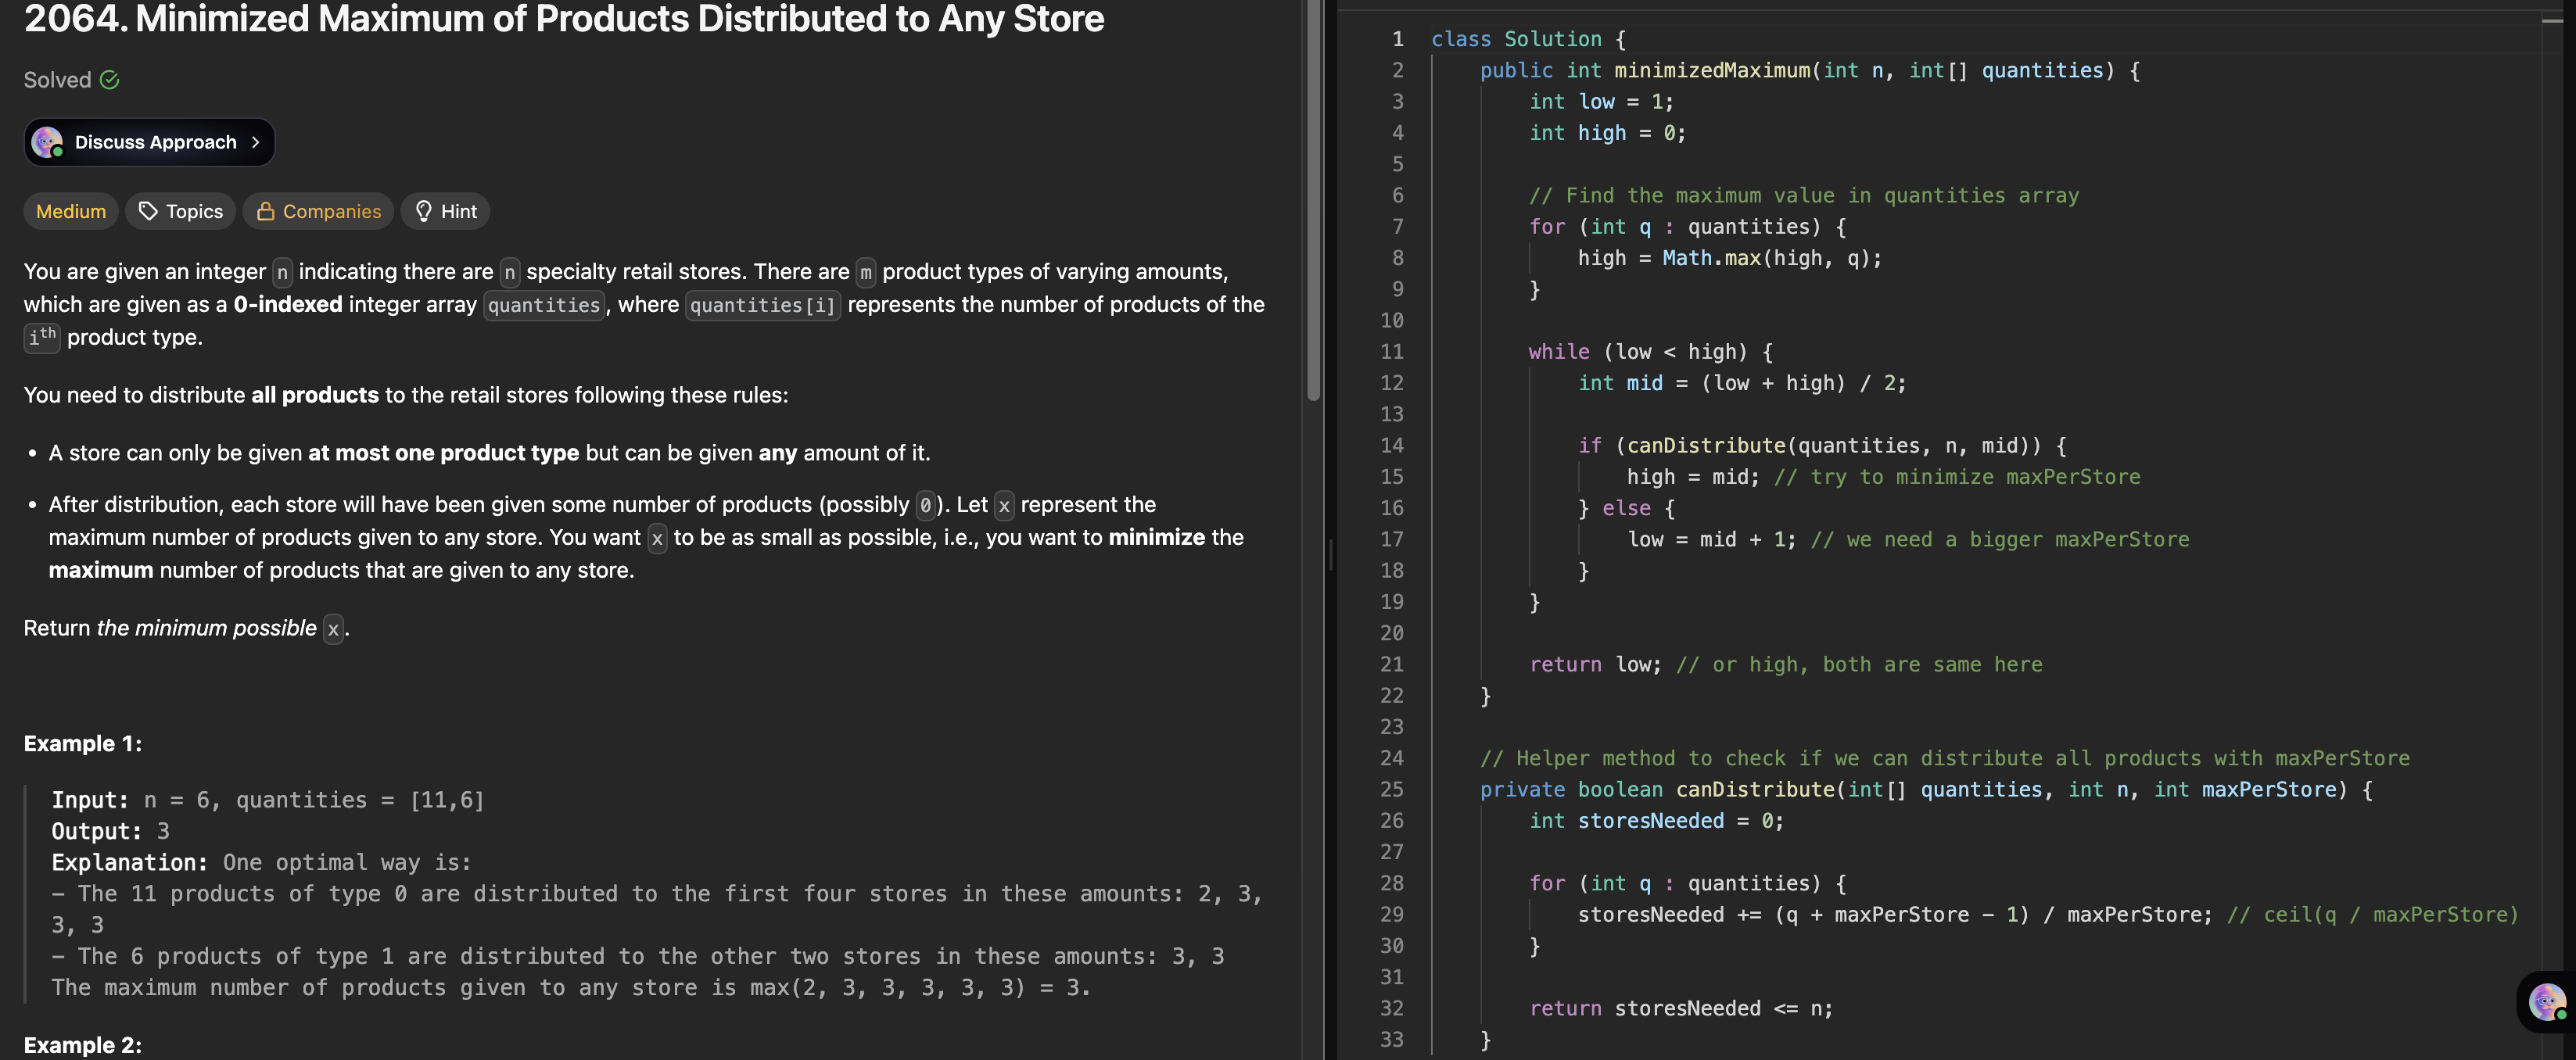 2064. Minimized Maximum of Products Distributed to Any Store
Solved
Discuss Approach
Medium Topics Companies Hint
You are given an integer n indicating there are n specialty retail stores. There are m product types of varying amounts,
which are given as a 0-indexed integer array quantities, where quantities[i] represents the number of products of the
ith product type.
You need to distribute all products to the retail stores following these rules:
• A store can only be given at most one product type but can be given any amount of it.
• After distribution, each store will have been given some number of products (possibly 0). Let x represent the
maximum number of products given to any store. You want x to be as small as possible, i.e., you want to minimize the
maximum number of products that are given to any store.
Return the minimum possible x.
Example 1:
Input: n = 6, quantities = [11,6]
Output: 3
Explanation: One optimal way is:
- The 11 products of type 0 are distributed to the first four stores in these amounts: 2, 3,
3, 3
- The 6 products of type 1 are distributed to the other two stores in these amounts: 3, 3
The maximum number of products given to any store is max(2, 3, 3, 3, 3, 3) = 3.
Example 2:
1 class Solution {
2 public int minimizedMaximum(int n, int[] quantities) {
3 int low = 1;
4 int high = 0;
5
6 // Find the maximum value in quantities array
7 for (int q : quantities) {
8 high = Math.max(high, q);
9 }
10
11 while (low < high) {
12 int mid = (low + high) / 2;
13
14 if (canDistribute(quantities, n, mid)) {
15 high = mid; // try to minimize maxPerStore
16 } else {
17 low = mid + 1; // we need a bigger maxPerStore
18 }
19 }
20
21 return low; // or high, both are same here
22 }
23
24 // Helper method to check if we can distribute all products with maxPerStore
25 private boolean canDistribute(int[] quantities, int n, int maxPerStore) {
26 int storesNeeded = 0;
27
28 for (int q : quantities) {
29 storesNeeded += (q + maxPerStore - 1) / maxPerStore; // ceil(q / maxPerStore)
30 }
31
32 return storesNeeded <= n;
33 }